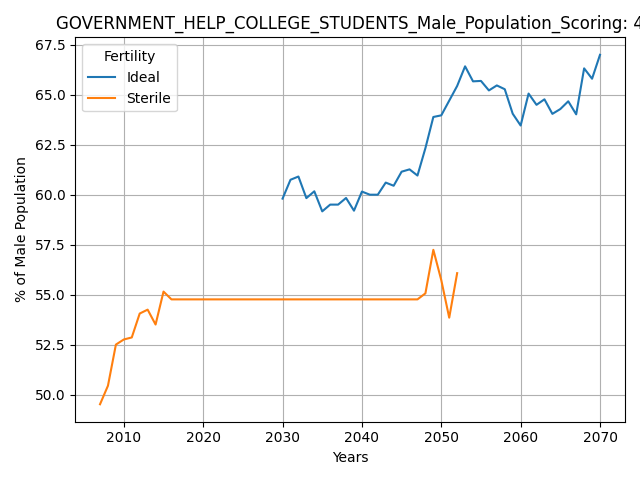 GOVERNMENT_HELP_COLLEGE_STUDENTS_Male_Population_Scoring: 4
Fertility
Ideal
Sterile
% of Male Population
67.5
65.0
62.5
60.0
57.5
55.0
52.5
50.0
2010 2020 2030 2040 2050 2060 2070
Years